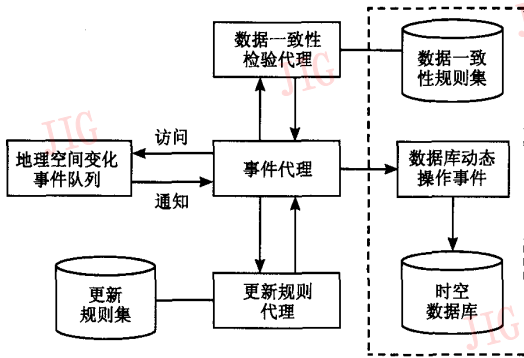 数据一致性
检验代理
数据一致
性规则集
JIG
JIG
访问
地理空间变化
事件队列
事件代理
数据库动态
操作事件
通知
更新
规则集
更新规则
代理
时空
数据库
JIG